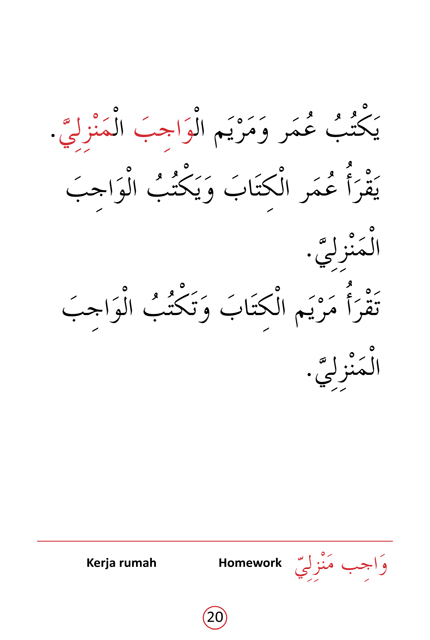 يَكْتُبُ عُمَر وَمَرْيَم الْوَاجِبَ الْمَنْزِلِيَّ.
يَقْرَأُ عُمَر الْكِتَابَ وَيَكْتُبُ الْوَاجِبَ
الْمَنْزِلِيَّ.
تَقْرَأُ مَرْيَم الْكِتَابَ وَتَكْتُبُ الْوَاجِبَ
الْمَنْزِلِيَّ.
وَاجِب مَنْزِلِيّ Homework Kerja rumah
20